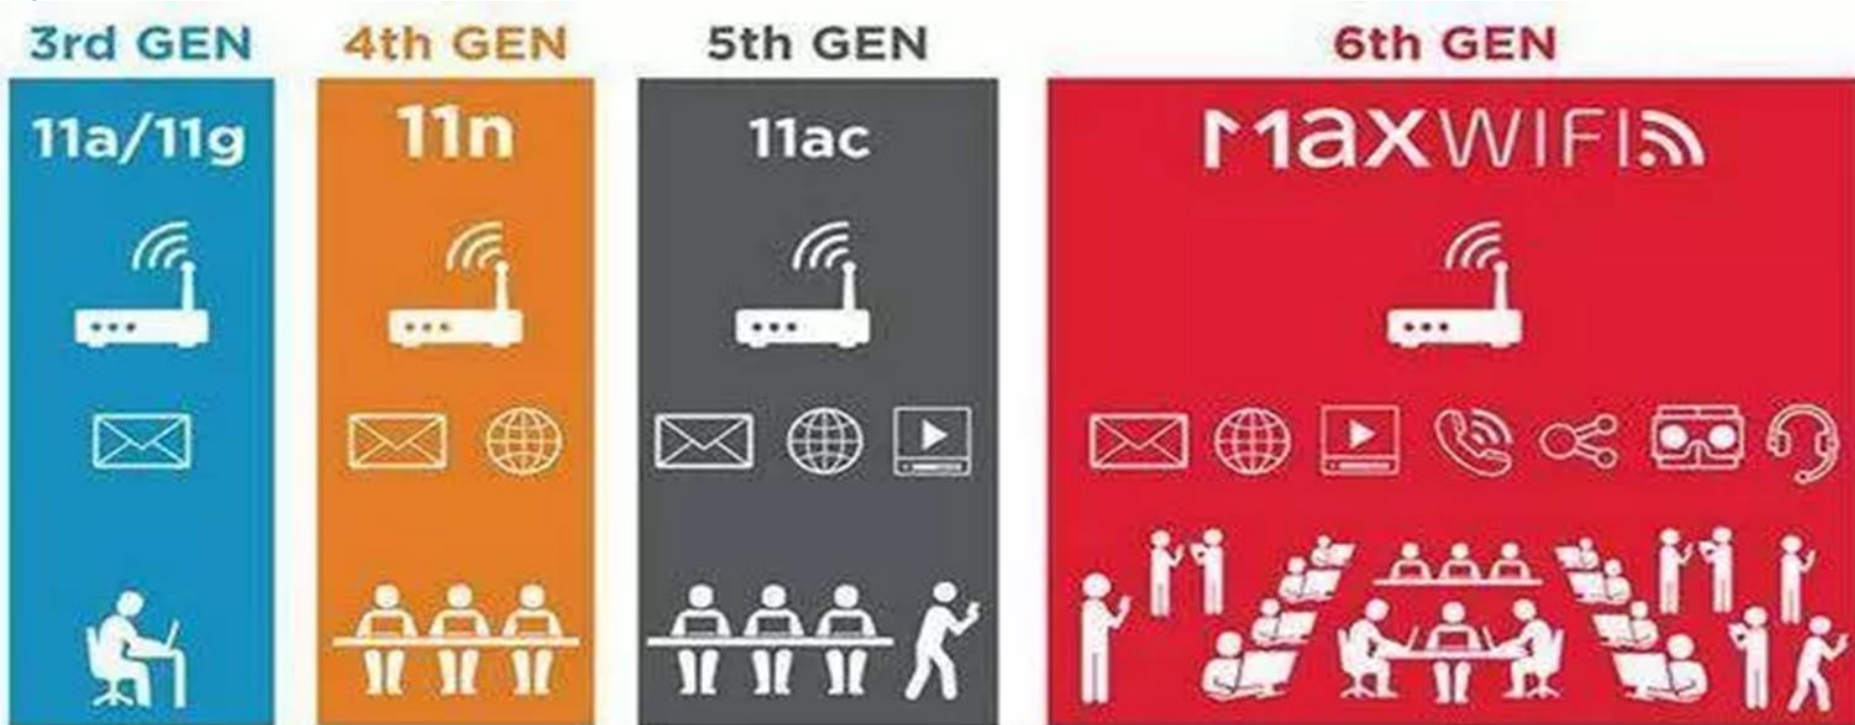 3rd GEN
11a/11g
4th GEN
11n
5th GEN
11ac
6th GEN
MaxWIFI